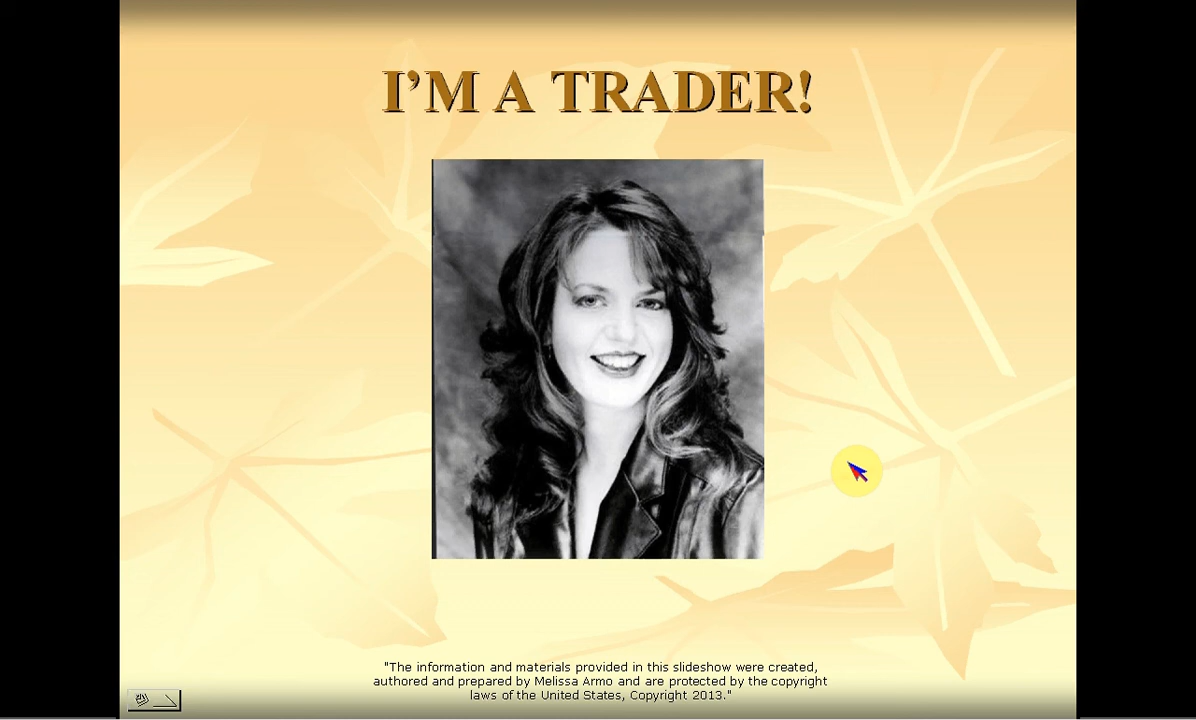 I'M A TRADER!
"The information and materials provided in this slideshow were created,
authored and prepared by Melissa Armo and are protected by the copyright
laws of the United States, Copyright 2013."